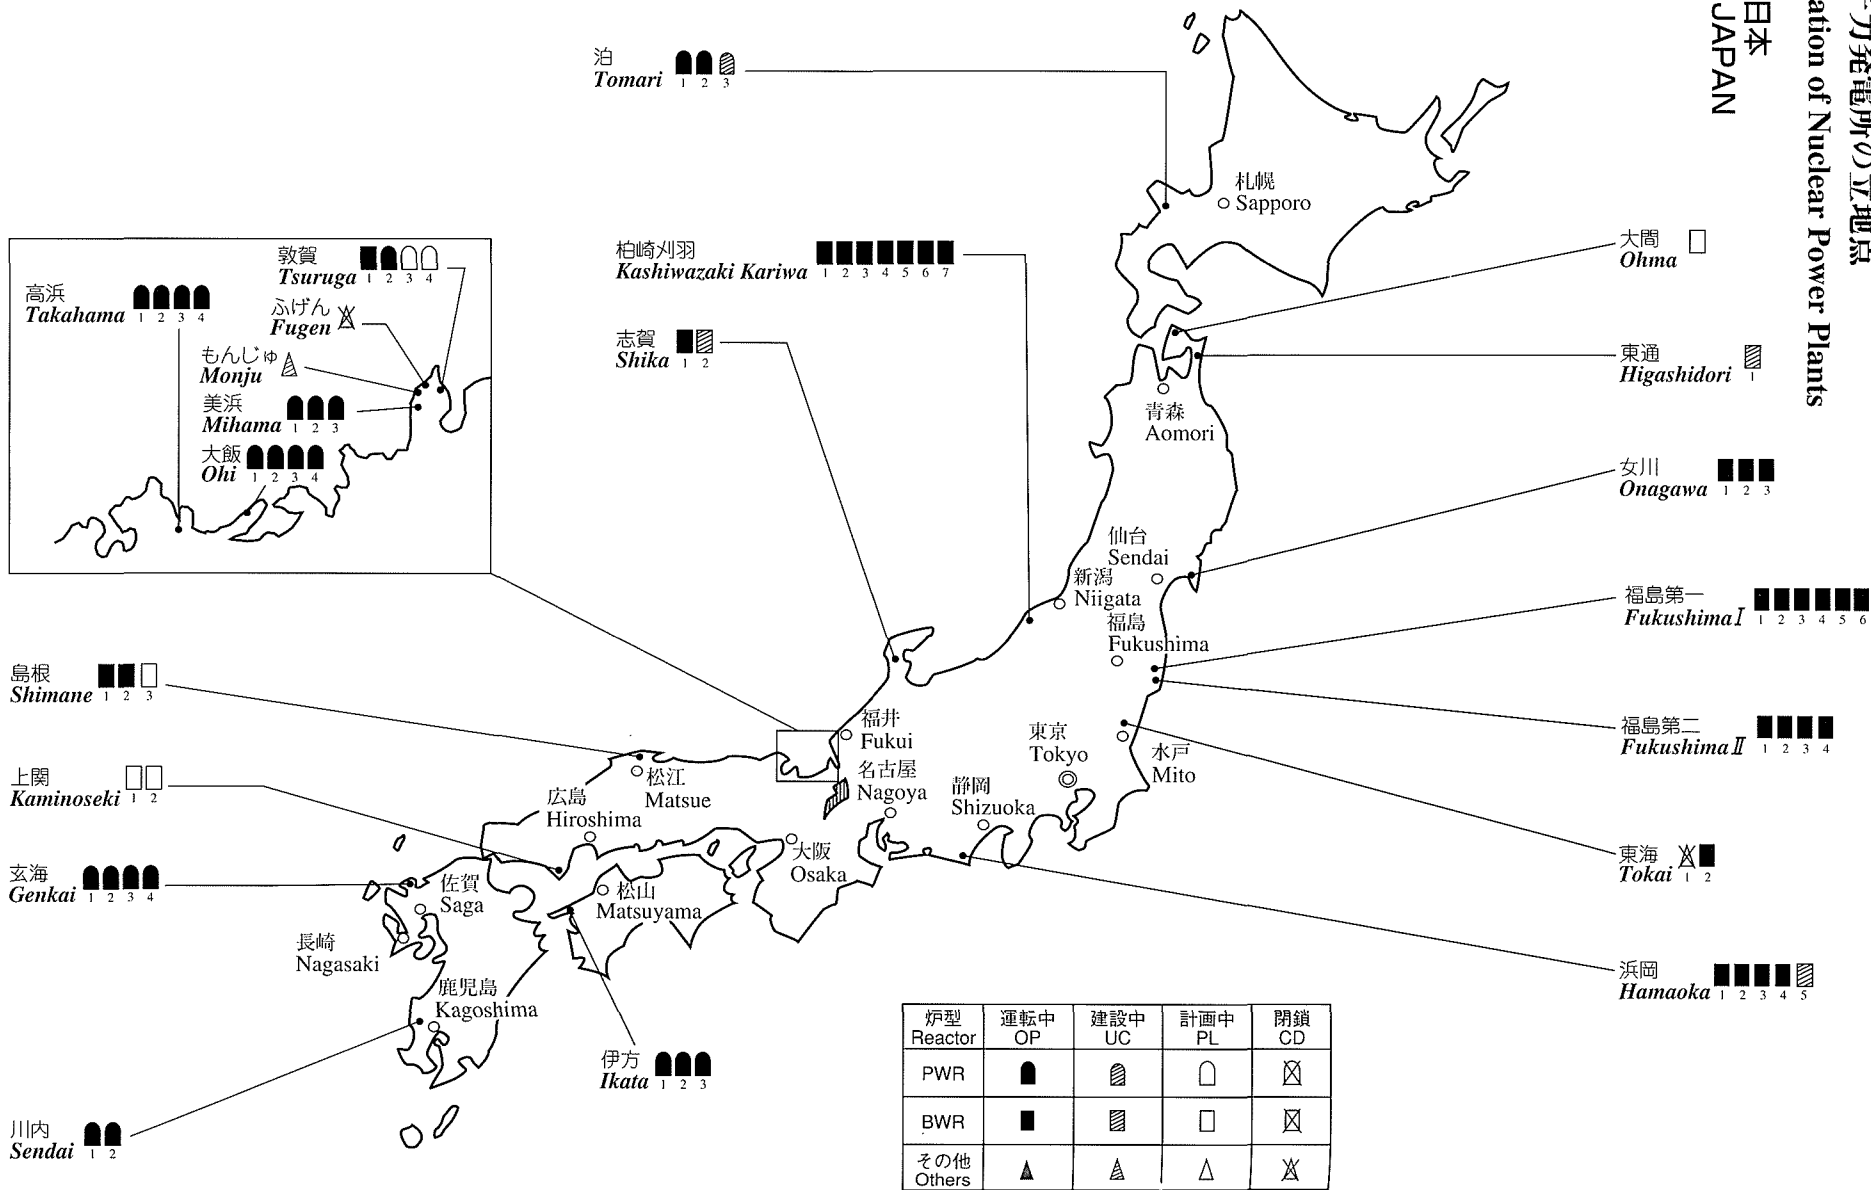 日本
JAPAN
ation of Nuclear Power Plants
力発電所の立地点
泊
Tomari
1 2 3
札幌
Sapporo
大間
Ohma
柏崎刈羽
Kashiwazaki Kariwa
1 2 3 4 5 6 7
志賀
Shika
1 2
東通
Higashidori
1
青森
Aomori
敦賀
Tsuruga
1 2 3 4
高浜
Takahama
1 2 3 4
ふげん
Fugen
もんじゅ
Monju
美浜
Mihama
1 2 3
大飯
Ohi
1 2 3 4
女川
Onagawa
1 2 3
仙台
Sendai
新潟
Niigata
福島
Fukushima
福島第一
Fukushima I
1 2 3 4 5 6
福島第二
Fukushima II
1 2 3 4
島根
Shimane
1 2 3
福井
Fukui
東京
Tokyo
水戸
Mito
上関
Kaminoseki
1 2
松江
Matsue
広島
Hiroshima
名古屋
Nagoya
静岡
Shizuoka
大阪
Osaka
東海
Tokai
1 2
玄海
Genkai
1 2 3 4
佐賀
Saga
松山
Matsuyama
長崎
Nagasaki
鹿児島
Kagoshima
浜岡
Hamaoka
1 2 3 4 5
伊方
Ikata
1 2 3
川内
Sendai
1 2
炉型 運転中 建設中 計画中 閉鎖
Reactor OP UC PL CD
PWR
BWR
その他
Others